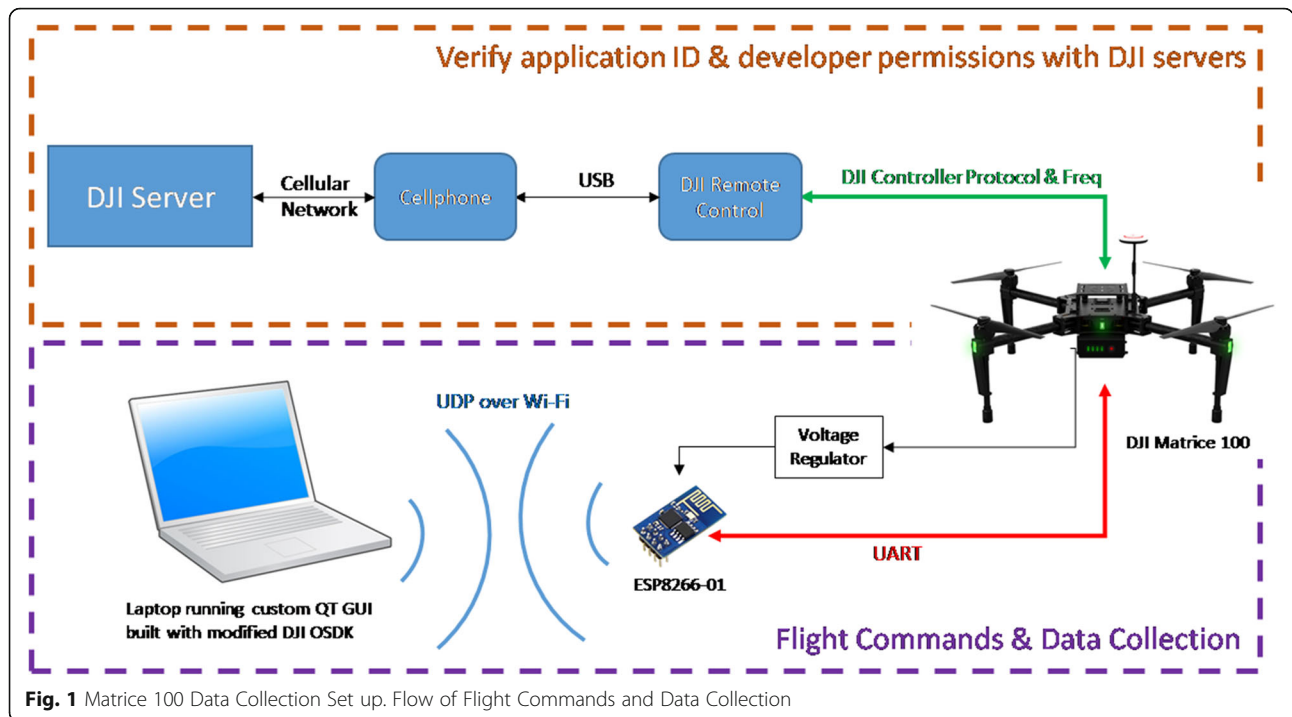 Verify application ID & developer permissions with DJI servers
DJI Server
Cellular
Network
Cellphone
USB
DJI Remote
Control
DJI Controller Protocol & Freq
UDP over Wi-Fi
Voltage
Regulator
DJI Matrice 100
UART
ESP8266-01
Laptop running custom QT GUI
built with modified DJI OSDK
Flight Commands & Data Collection
Fig. 1 Matrice 100 Data Collection Set up. Flow of Flight Commands and Data Collection